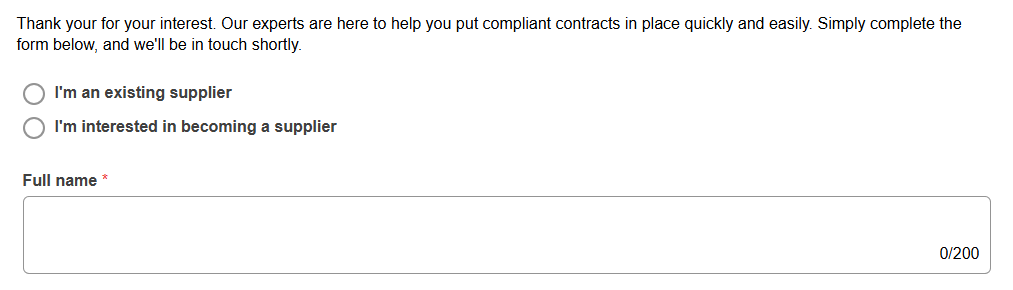 Thank your for your interest. Our experts are here to help you put compliant contracts in place quickly and easily. Simply complete the
form below, and we'll be in touch shortly.
I'm an existing supplier
I'm interested in becoming a supplier
Full name *
0/200